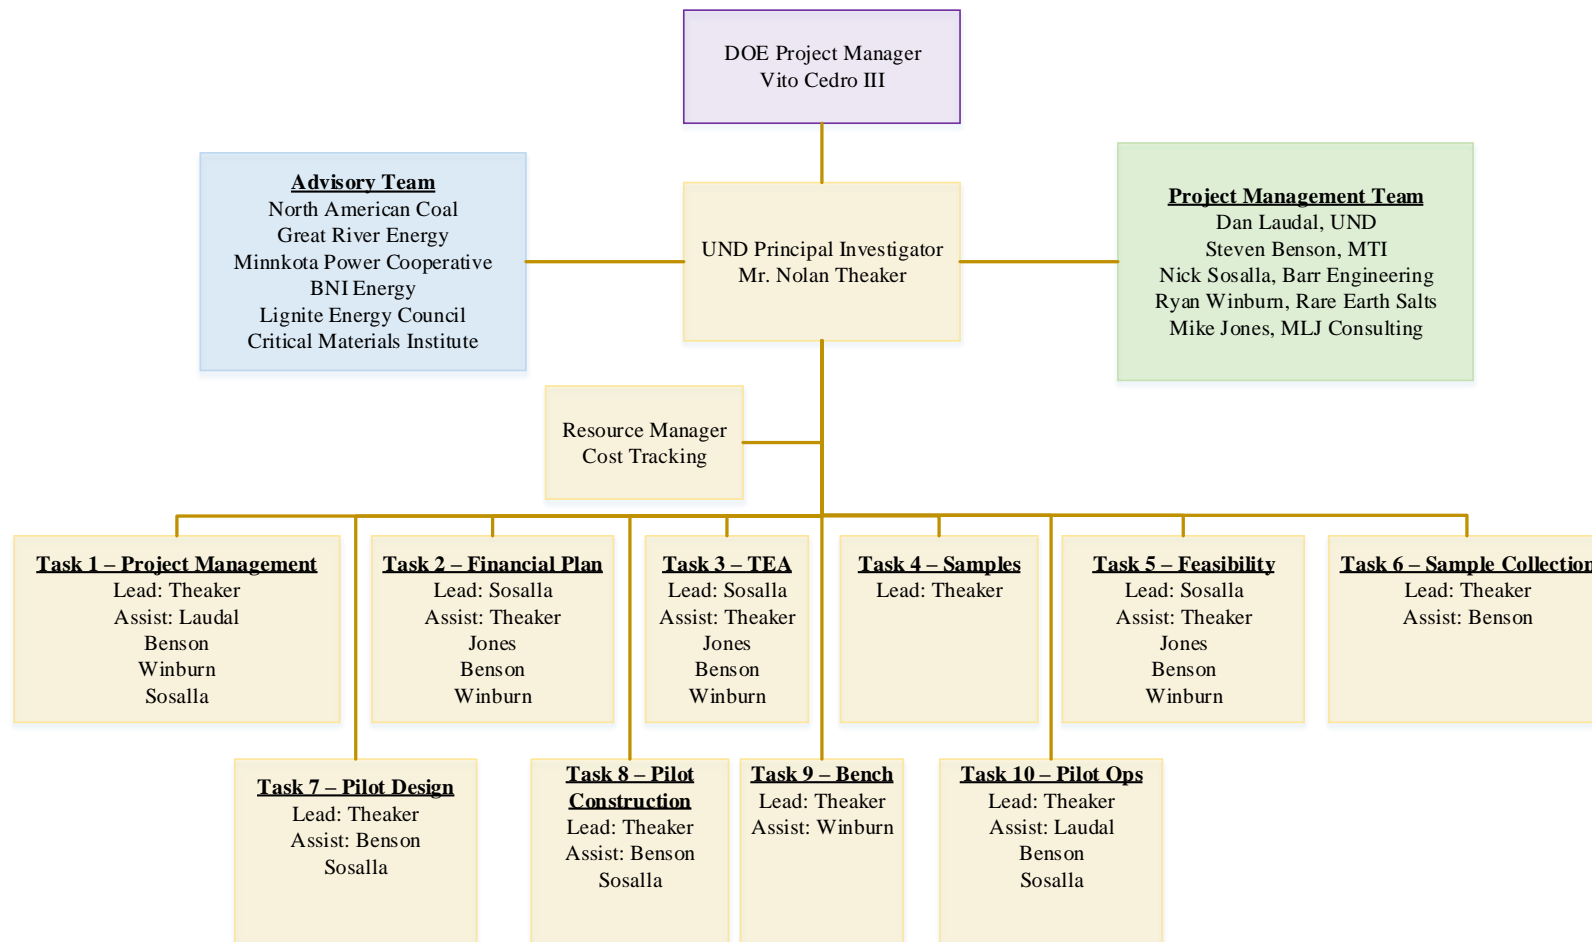 DOE Project Manager
Vito Cedro III
Advisory Team
North American Coal
Great River Energy
Minnkota Power Cooperative
BNI Energy
Lignite Energy Council
Critical Materials Institute
UND Principal Investigator
Mr. Nolan Theaker
Project Management Team
Dan Laudal, UND
Steven Benson, MTI
Nick Sosalla, Barr Engineering
Ryan Winburn, Rare Earth Salts
Mike Jones, MLJ Consulting
Resource Manager
Cost Tracking
Task 1 – Project Management
Lead: Theaker
Assist: Laudal
Benson
Winburn
Sosalla
Task 2 – Financial Plan
Lead: Sosalla
Assist: Theaker
Jones
Benson
Winburn
Task 3 – TEA
Lead: Sosalla
Assist: Theaker
Jones
Benson
Winburn
Task 4 – Samples
Lead: Theaker
Task 5 – Feasibility
Lead: Sosalla
Assist: Theaker
Jones
Benson
Winburn
Task 6 – Sample Collection
Lead: Theaker
Assist: Benson
Task 7 – Pilot Design
Lead: Theaker
Assist: Benson
Sosalla
Task 8 – Pilot
Construction
Lead: Theaker
Assist: Benson
Sosalla
Task 9 – Bench
Lead: Theaker
Assist: Winburn
Task 10 – Pilot Ops
Lead: Theaker
Assist: Laudal
Benson
Sosalla